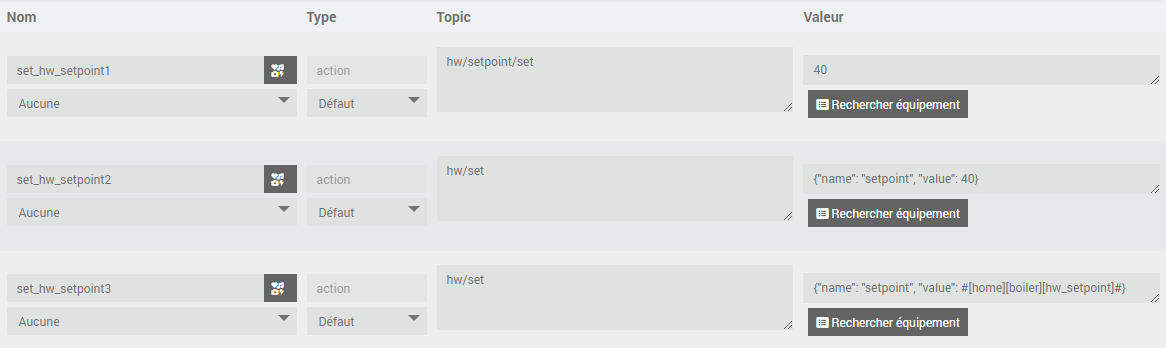 Nom Type Topic Valeur
set_hw_setpoint1 action hw/setpoint/set 40
Aucune Défaut Rechercher équipement
set_hw_setpoint2 action hw/set {"name": "setpoint", "value": 40}
Aucune Défaut Rechercher équipement
set_hw_setpoint3 action hw/set {"name": "setpoint", "value": #[home][boiler][hw_setpoint]#}
Aucune Défaut Rechercher équipement